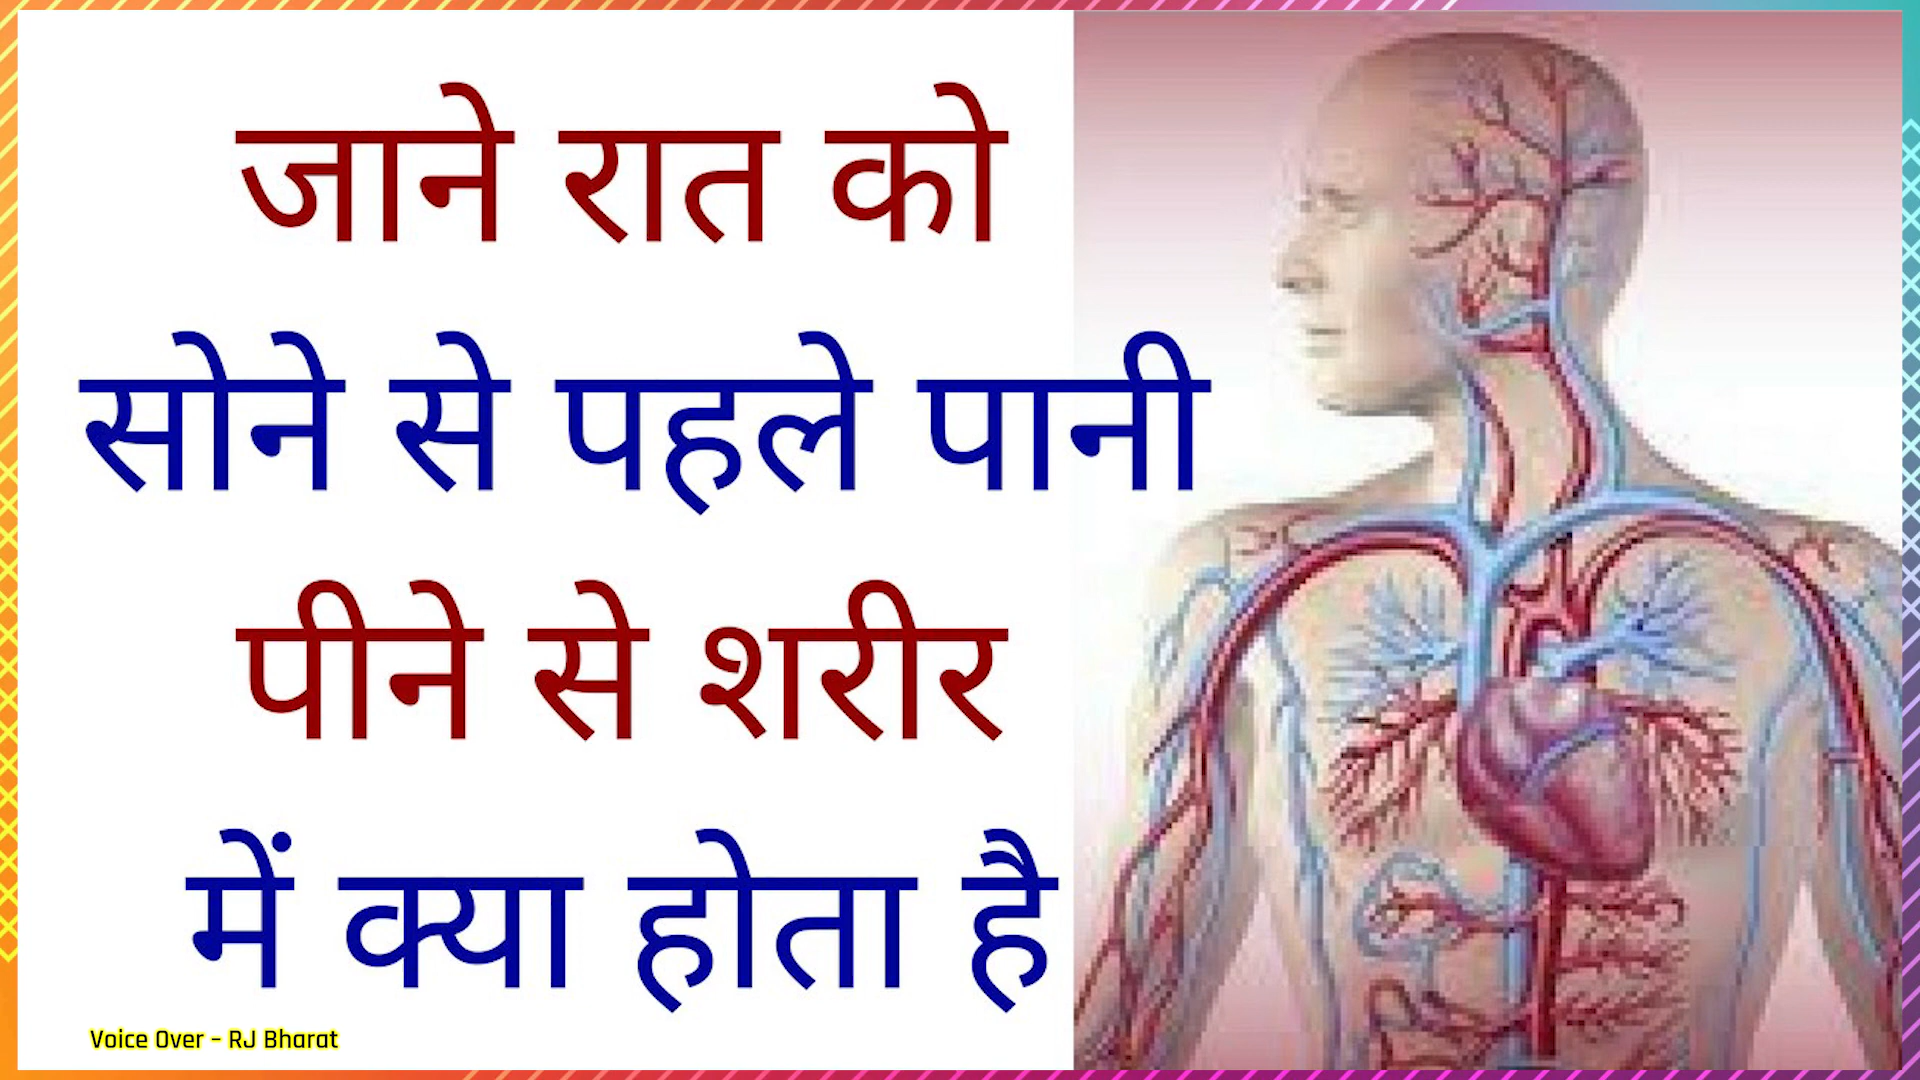 जाने रात को
सोने से पहले पानी
पीने से शरीर
में क्या होता है
Voice Over - RJ Bharat